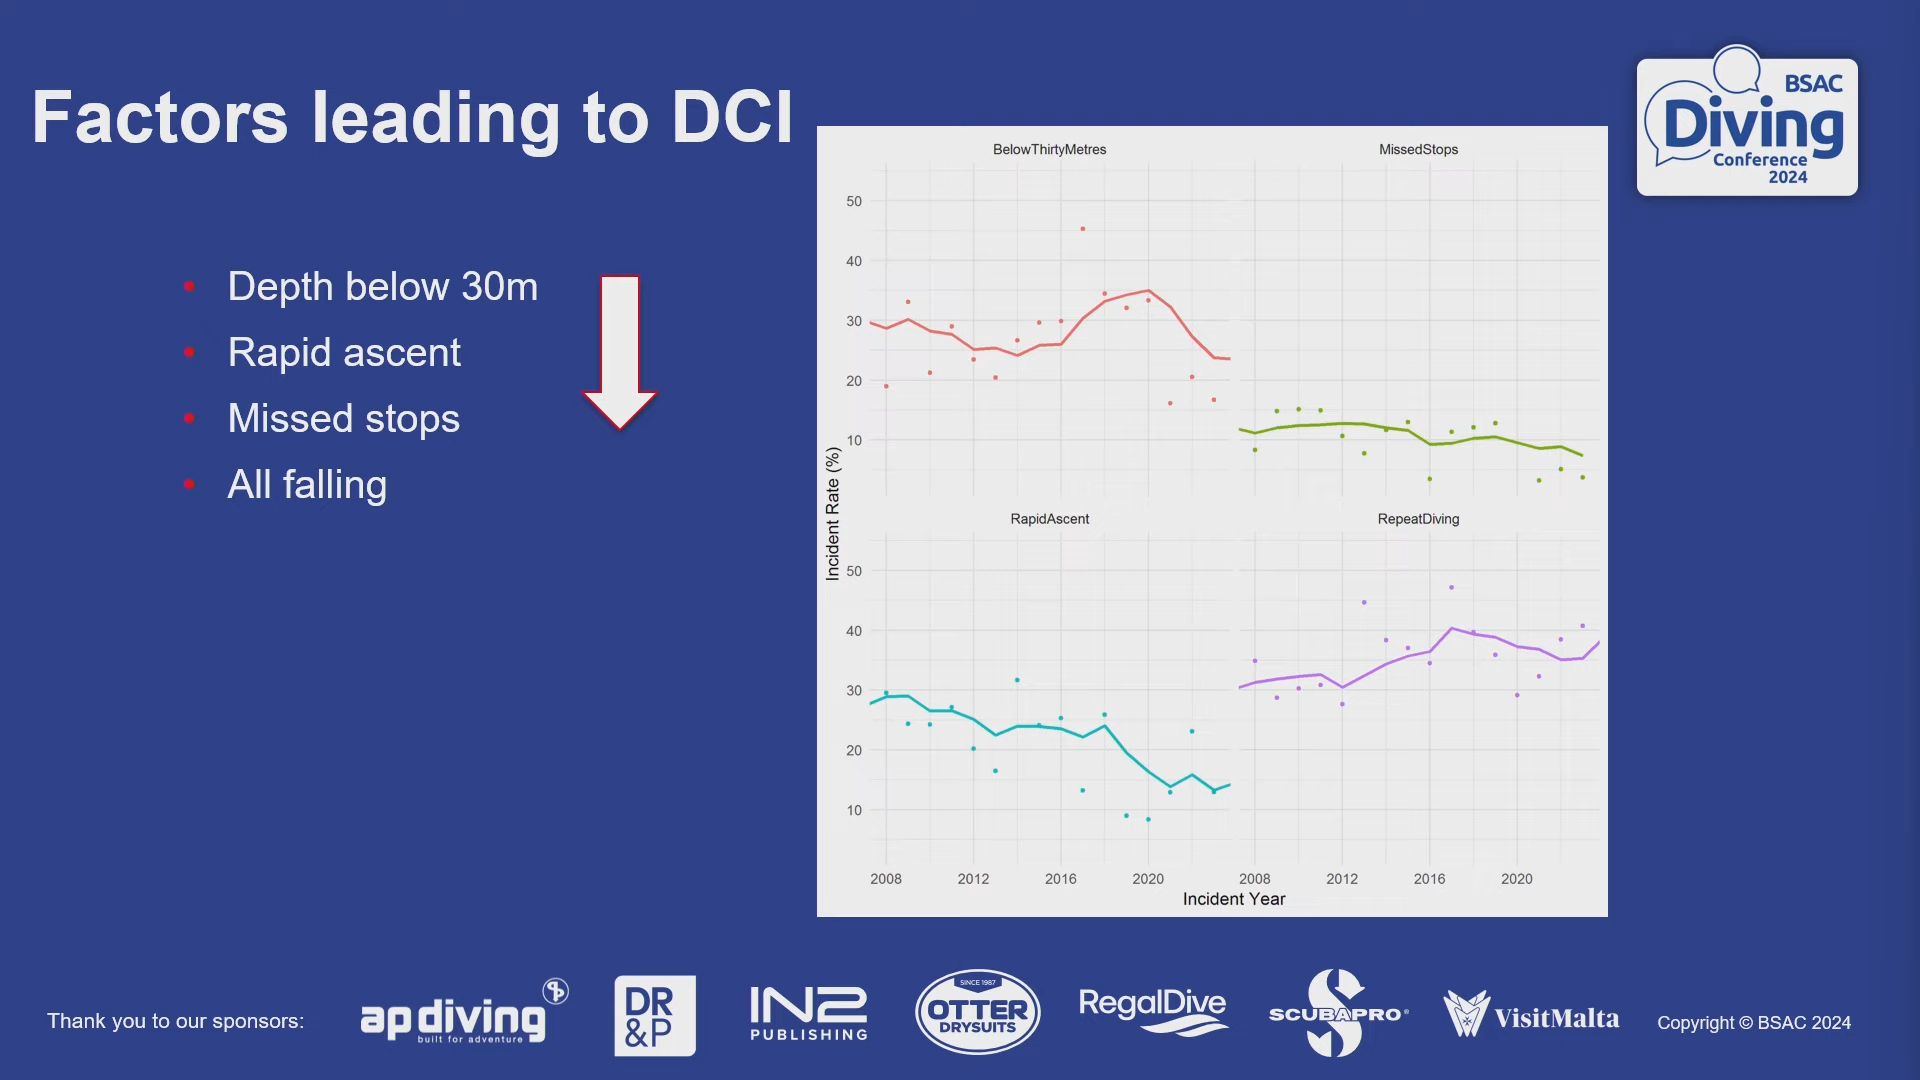 Factors leading to DCI
BSAC
Diving
Conference
2024
Depth below 30m
Rapid ascent
Missed stops
All falling
BelowThirtyMetres
MissedStops
50
40
30
20
10
Incident Rate (%)
RapidAscent
RepeatDiving
50
40
30
20
10
2008 2012 2016 2020 2008 2012 2016 2020
Incident Year
Thank you to our sponsors:
ap diving
built for adventure
DR
&P
IN2
PUBLISHING
SINCE 1987
OTTER
DRYSUITS
RegalDive
SCUBAPRO®
VisitMalta
Copyright © BSAC 2024